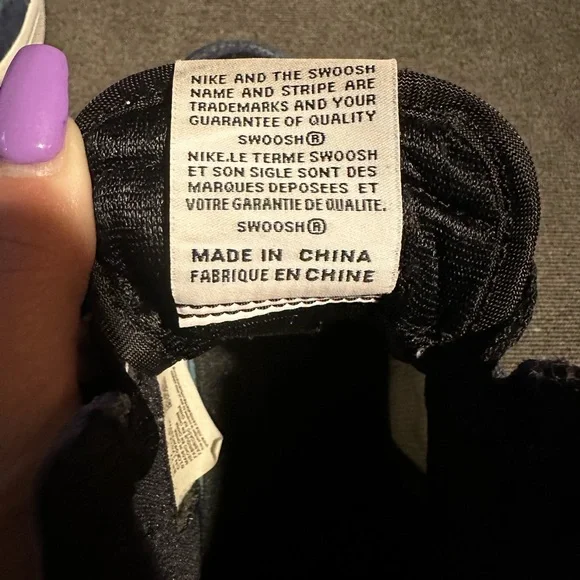 NIKE AND THE SWOOSH
NAME AND STRIPE ARE
TRADEMARKS AND YOUR
GUARANTEE OF QUALITY
SWOOSH®
NIKE.LE TERME SWOOSH
ET SON SIGLE SONT DES
MARQUES DEPOSEES ET
VOTRE GARANTIE DE QUALITE.
SWOOSH®
MADE IN CHINA
FABRIQUE EN CHINE